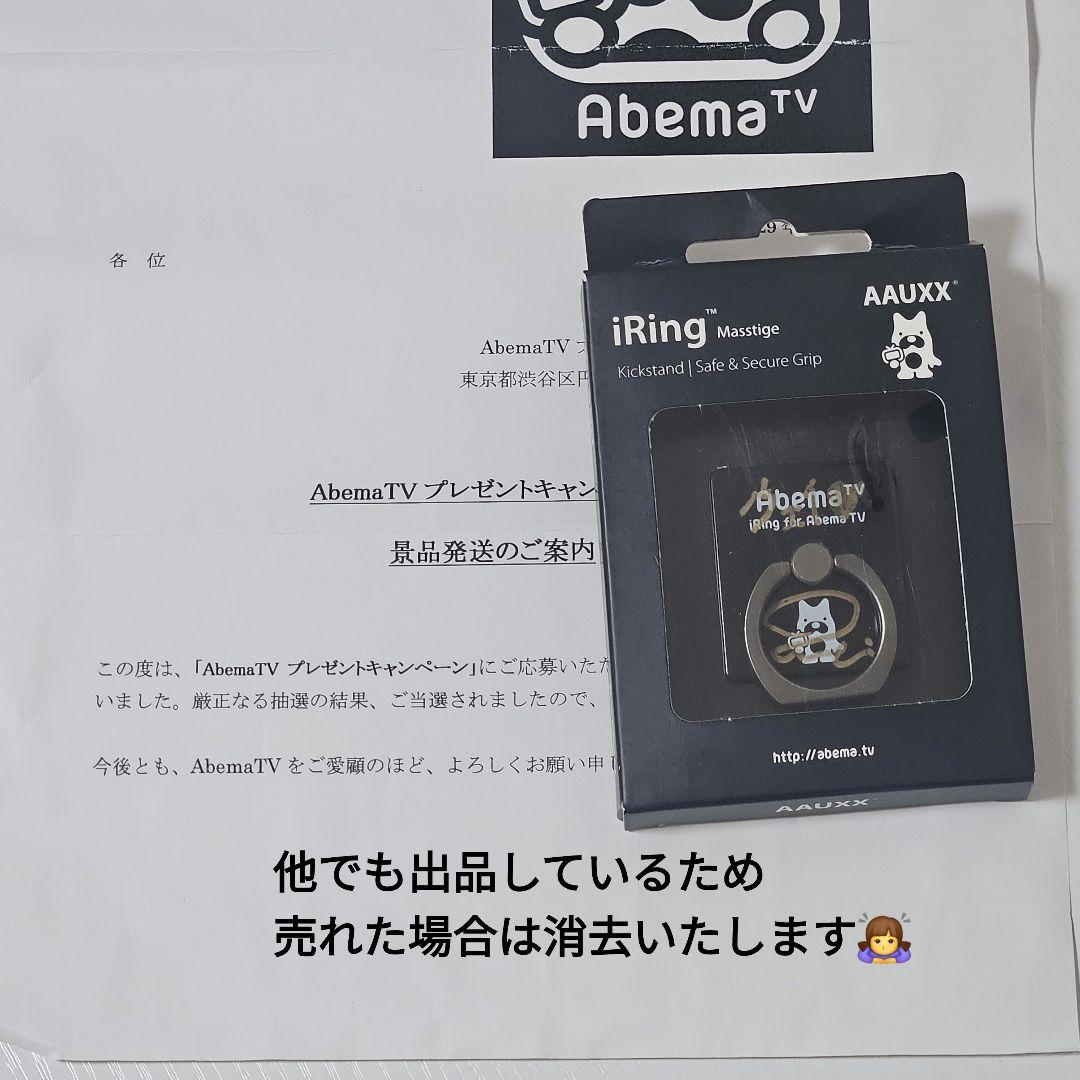 AbemaTV
各 位
AbemaTV プ
東京都渋谷区円
AbemaTV プレゼントキャン
景品発送のご案内
この度は、「AbemaTV プレゼントキャンペーン」にご応募いただ
いました。厳正なる抽選の結果、ご当選されましたので、
今後とも、AbemaTV をご愛顧のほど、よろしくお願い申し
29
AAUXX®
iRing™ Masstige
Kickstand | Safe & Secure Grip
AbemaTV
iRing for Abema TV
http://abema.tv
AAUXX
他でも出品しているため
売れた場合は消去いたします🙇‍♀️